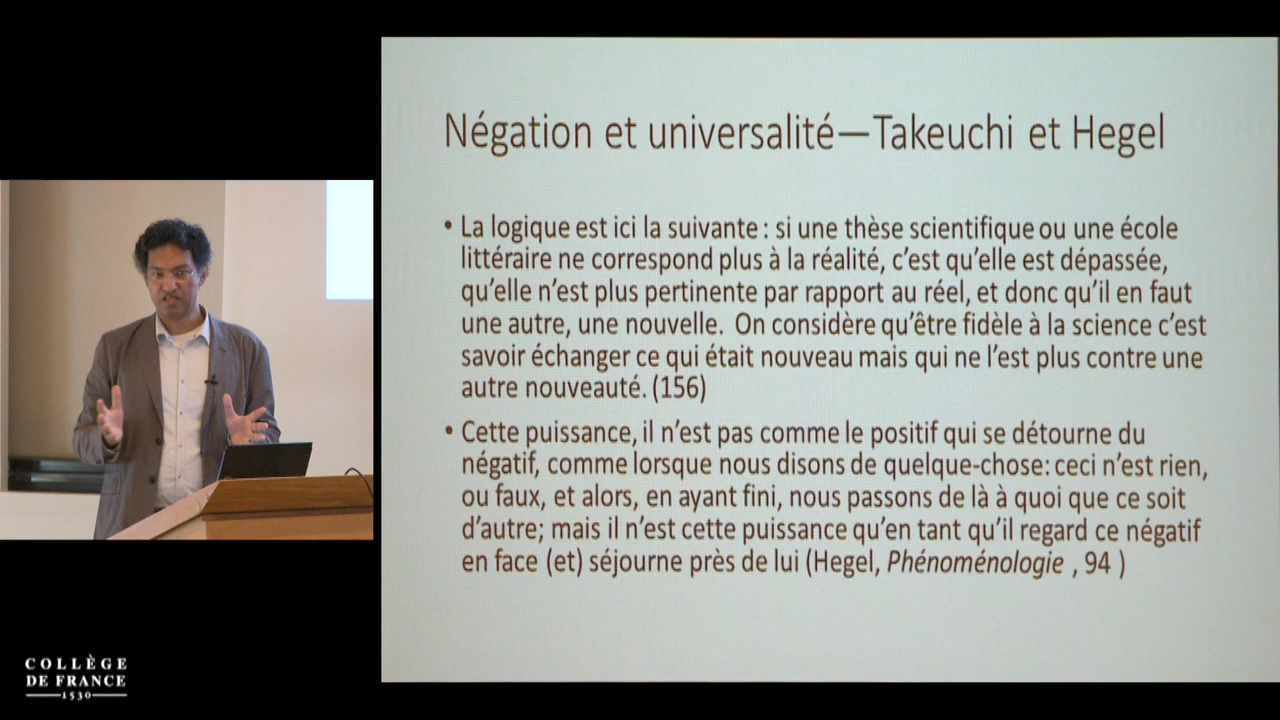 Négation et universalité—Takeuchi et Hegel
• La logique est ici la suivante : si une thèse scientifique ou une école
littéraire ne correspond plus à la réalité, c’est qu’elle est dépassée,
qu’elle n’est plus pertinente par rapport au réel, et donc qu’il en faut
une autre, une nouvelle. On considère qu’être fidèle à la science c’est
savoir échanger ce qui était nouveau mais qui ne l’est plus contre une
autre nouveauté. (156)
• Cette puissance, il n’est pas comme le positif qui se détourne du
négatif, comme lorsque nous disons de quelque-chose: ceci n’est rien,
ou faux, et alors, en ayant fini, nous passons de là à quoi que ce soit
d’autre; mais il n’est cette puissance qu’en tant qu’il regard ce négatif
en face (et) séjourne près de lui (Hegel, Phénoménologie , 94 )
COLLÈGE
DE FRANCE
1530